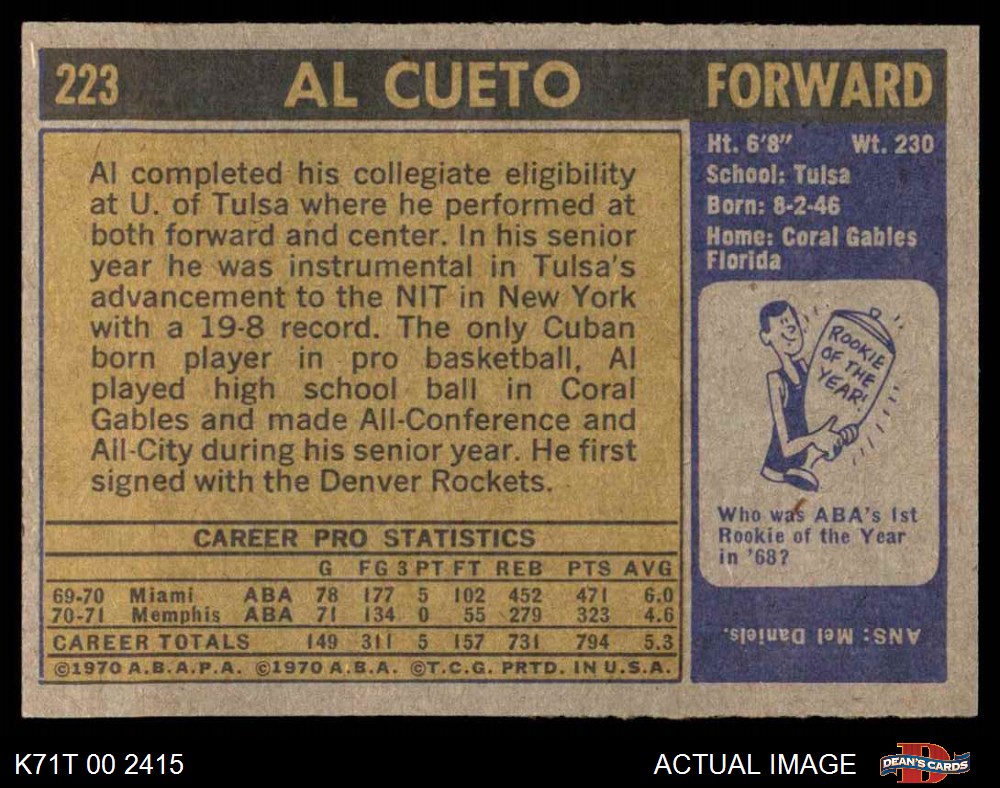 223 AL CUETO FORWARD
Al completed his collegiate eligibility
at U. of Tulsa where he performed at
both forward and center. In his senior
year he was instrumental in Tulsa's
advancement to the NIT in New York
with a 19-8 record. The only Cuban
born player in pro basketball, Al
played high school ball in Coral
Gables and made All-Conference and
All-City during his senior year. He first
signed with the Denver Rockets.
CAREER PRO STATISTICS
G FG 3PT FT REB PTS AVG
69-70 Miami ABA 78 177 5 102 452 471 6.0
70-71 Memphis ABA 71 134 0 55 279 323 4.6
CAREER TOTALS 149 311 5 157 731 794 5.3
©1970 A.B.A.P.A. ©1970 A.B.A. ©T.C.G. PRTD. IN U.S.A.
Ht. 6'8" Wt. 230
School: Tulsa
Born: 8-2-46
Home: Coral Gables
Florida
ROOKIE
OF THE
YEAR!
Who was ABA's 1st
Rookie of the Year
in '68?
ANS: Mel Daniels.
K71T 00 2415 ACTUAL IMAGE
D
DEAN'S CARDS